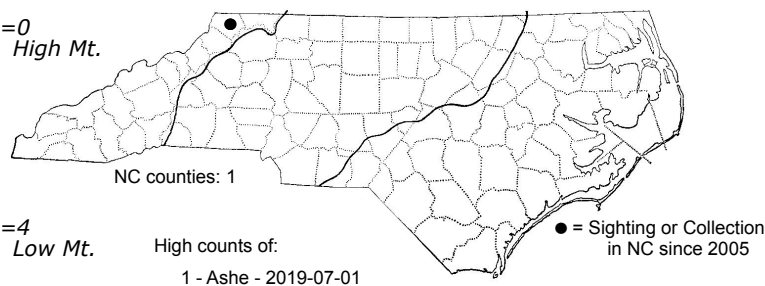 =0
High Mt.
NC counties: 1
=4
Low Mt.
High counts of:
1 - Ashe - 2019-07-01
● = Sighting or Collection
in NC since 2005